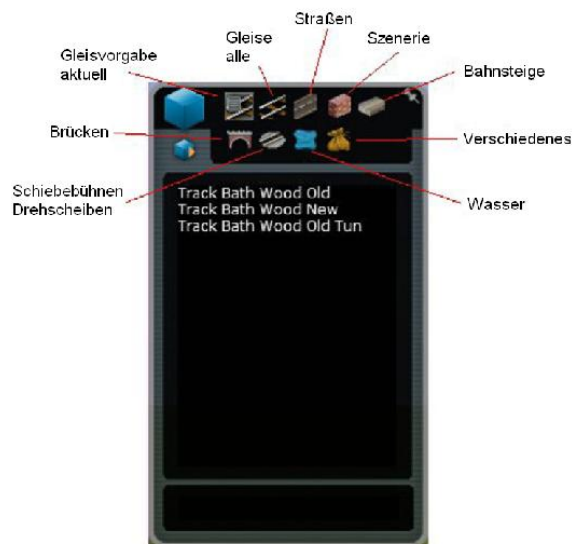 Straßen
Gleise
alle
Szenerie
Gleisvorgabe
aktuell
Bahnsteige
Brücken
Verschiedenes
Schiebebühnen
Drehscheiben
Wasser
Track Bath Wood Old
Track Bath Wood New
Track Bath Wood Old Tun